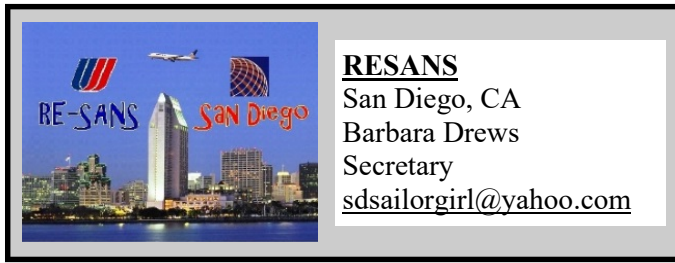 RE-SANS
San Diego
RESANS
San Diego, CA
Barbara Drews
Secretary
sdsailorgirl@yahoo.com